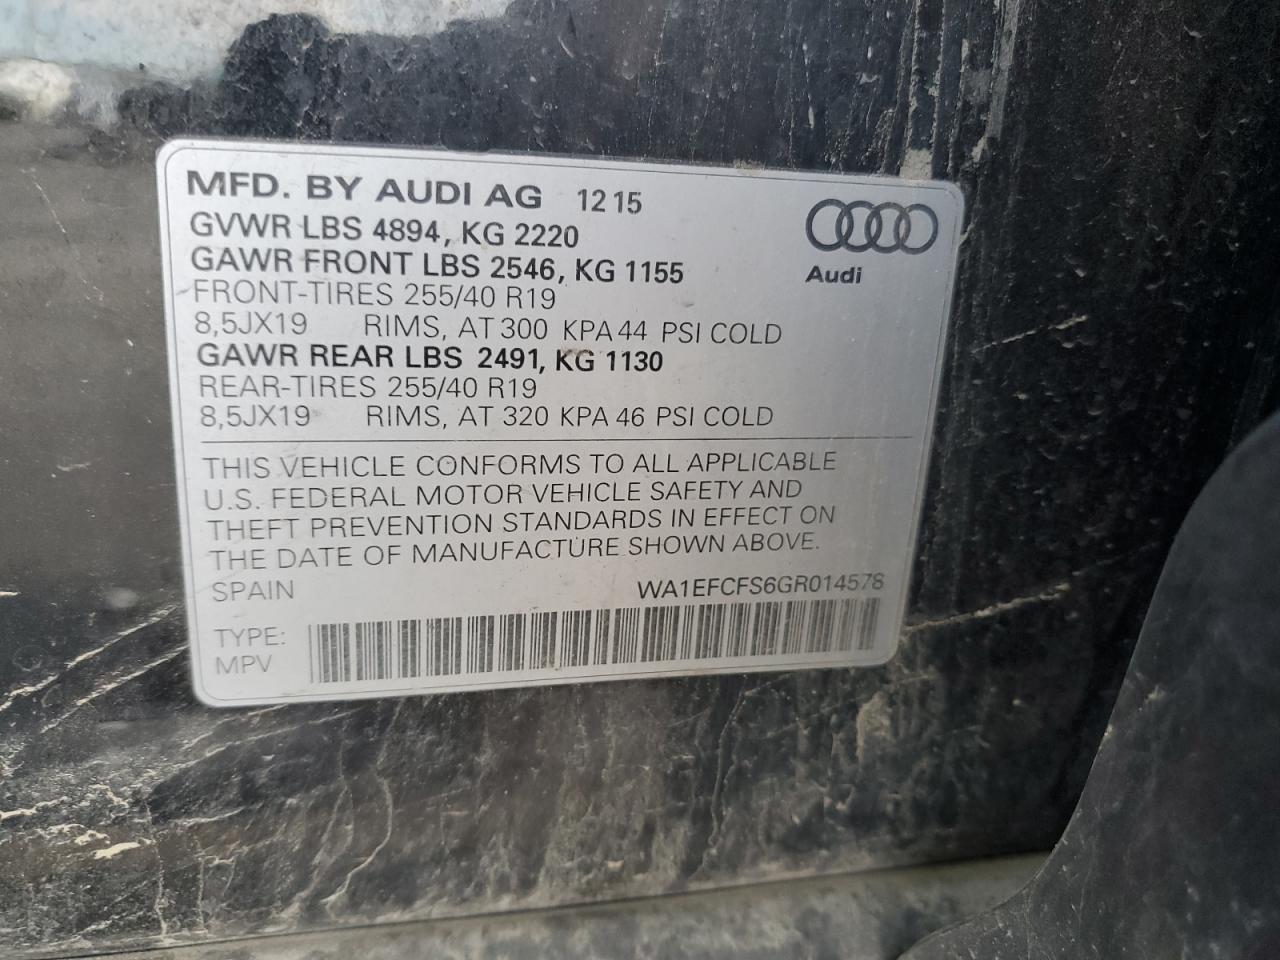 MFD. BY AUDI AG 12 15
GVWR LBS 4894, KG 2220
GAWR FRONT LBS 2546, KG 1155
FRONT-TIRES 255/40 R19
8,5JX19 RIMS, AT 300 KPA 44 PSI COLD
GAWR REAR LBS 2491, KG 1130
REAR-TIRES 255/40 R19
8,5JX19 RIMS, AT 320 KPA 46 PSI COLD
Audi
THIS VEHICLE CONFORMS TO ALL APPLICABLE
U.S. FEDERAL MOTOR VEHICLE SAFETY AND
THEFT PREVENTION STANDARDS IN EFFECT ON
THE DATE OF MANUFACTURE SHOWN ABOVE.
SPAIN WA1EFCFS6GR014578
TYPE:
MPV